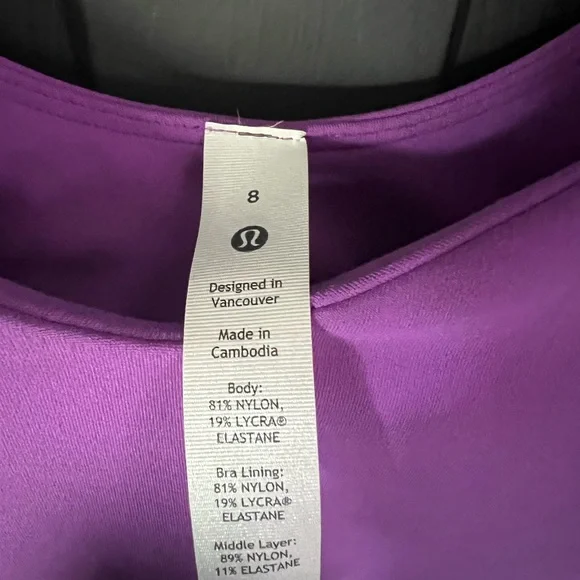 8
Designed in
Vancouver
Made in
Cambodia
Body:
81% NYLON,
19% LYCRA®
ELASTANE
Bra Lining:
81% NYLON,
19% LYCRA®
ELASTANE
Middle Layer:
89% NYLON,
11% ELASTANE